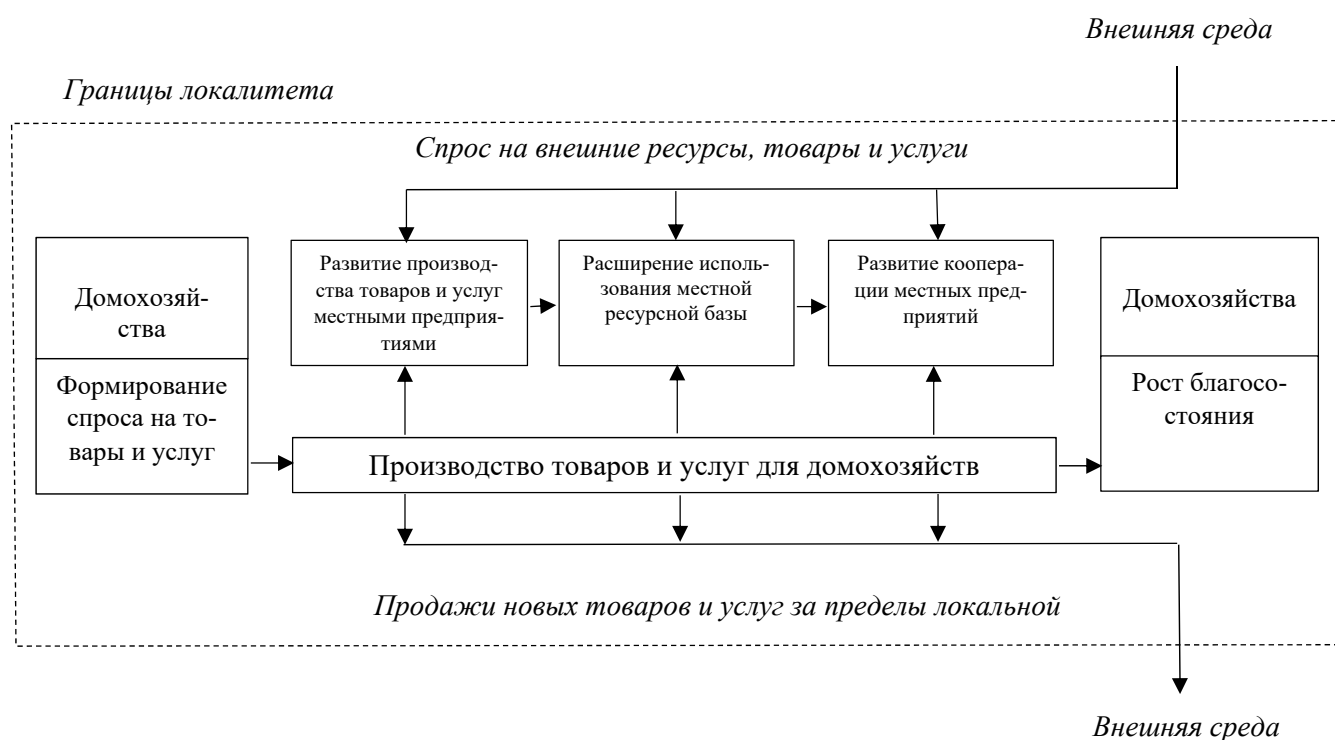 Внешняя среда
Границы локалитета
Спрос на внешние ресурсы, товары и услуги
Домохозяй-
ства
Формирование
спроса на то-
вары и услуг
Развитие производ-
ства товаров и услуг
местными предприя-
тиями
Расширение исполь-
зования местной
ресурсной базы
Развитие коопера-
ции местных пред-
приятий
Домохозяйства
Рост благосо-
стояния
Производство товаров и услуг для домохозяйств
Продажи новых товаров и услуг за пределы локальной
Внешняя среда